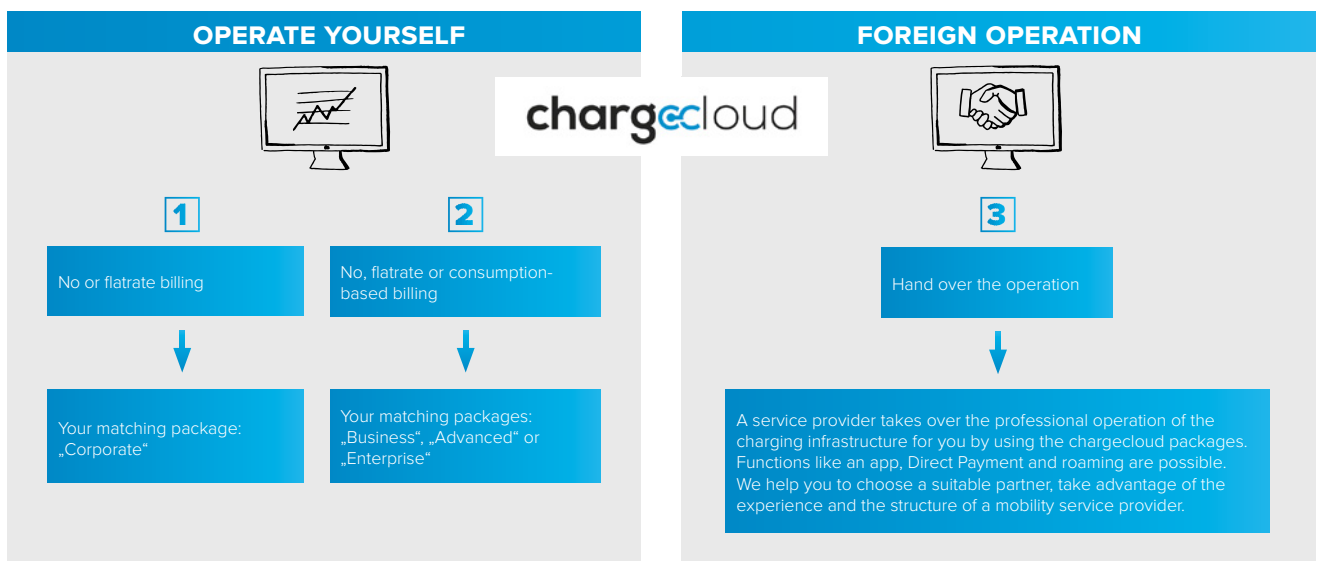 OPERATE YOURSELF
FOREIGN OPERATION
chargecloud
1
2
3
No or flatrate billing
No, flatrate or consumption-
based billing
Hand over the operation
Your matching package:
„Corporate“
Your matching packages:
„Business“, „Advanced“ or
„Enterprise“
A service provider takes over the professional operation of the
charging infrastructure for you by using the chargecloud packages.
Functions like an app, Direct Payment and roaming are possible.
We help you to choose a suitable partner, take advantage of the
experience and the structure of a mobility service provider.